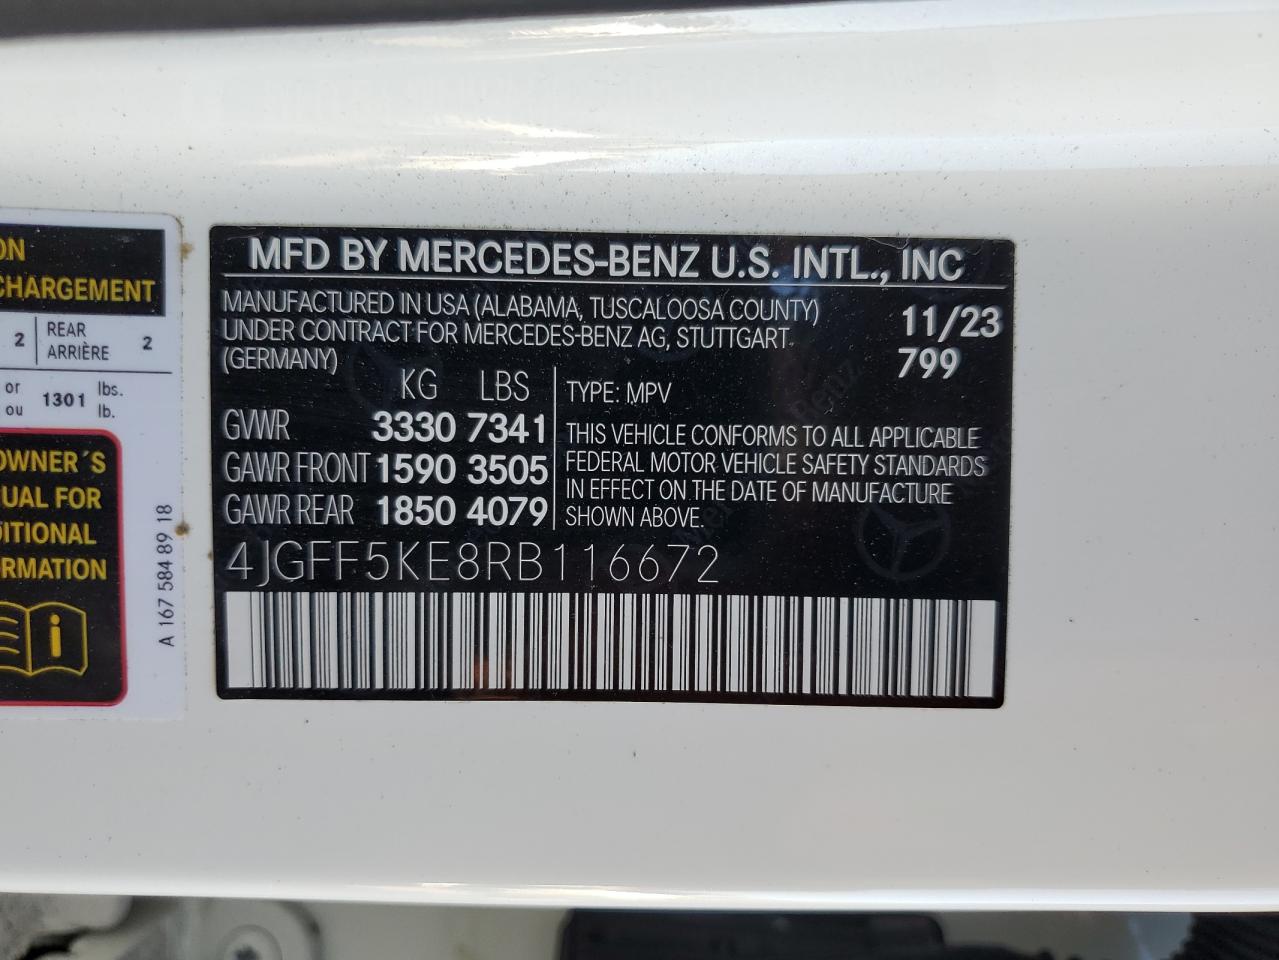 ON
CHARGEMENT
2 REAR ARRIÈRE 2
or ou 1301 lbs. lb.
OWNER´S
UAL FOR
DITIONAL
RMATION
i
A 167 584 89 18
MFD BY MERCEDES-BENZ U.S. INTL., INC
MANUFACTURED IN USA (ALABAMA, TUSCALOOSA COUNTY)
UNDER CONTRACT FOR MERCEDES-BENZ AG, STUTTGART
(GERMANY)
11/23
799
KG LBS
GVWR 3330 7341
GAWR FRONT 1590 3505
GAWR REAR 1850 4079
TYPE: MPV
THIS VEHICLE CONFORMS TO ALL APPLICABLE
FEDERAL MOTOR VEHICLE SAFETY STANDARDS
IN EFFECT ON THE DATE OF MANUFACTURE
SHOWN ABOVE.
4JGFF5KE8RB116672